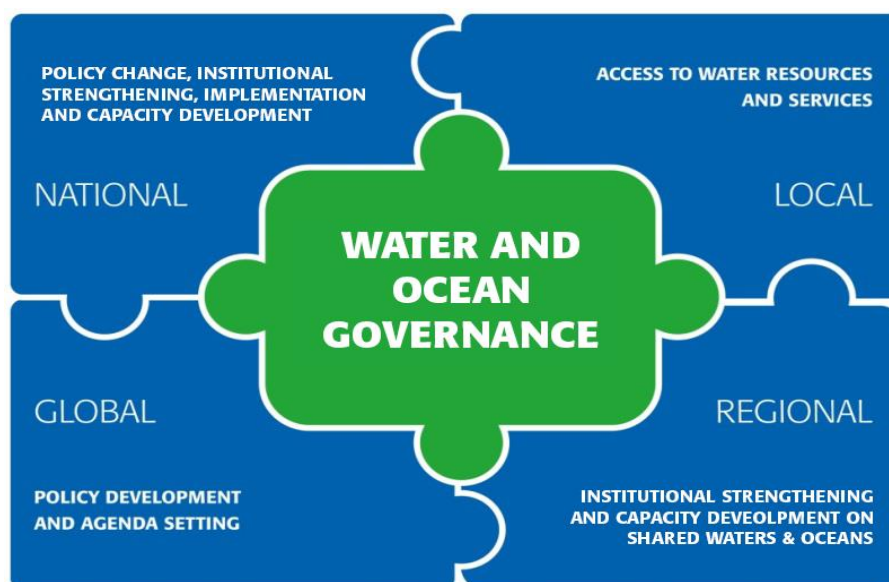 POLICY CHANGE, INSTITUTIONAL
STRENGTHENING, IMPLEMENTATION
AND CAPACITY DEVELOPMENT
NATIONAL
ACCESS TO WATER RESOURCES
AND SERVICES
LOCAL
WATER AND
OCEAN
GOVERNANCE
GLOBAL
POLICY DEVELOPMENT
AND AGENDA SETTING
REGIONAL
INSTITUTIONAL STRENGTHENING
AND CAPACITY DEVEOLPMENT ON
SHARED WATERS & OCEANS